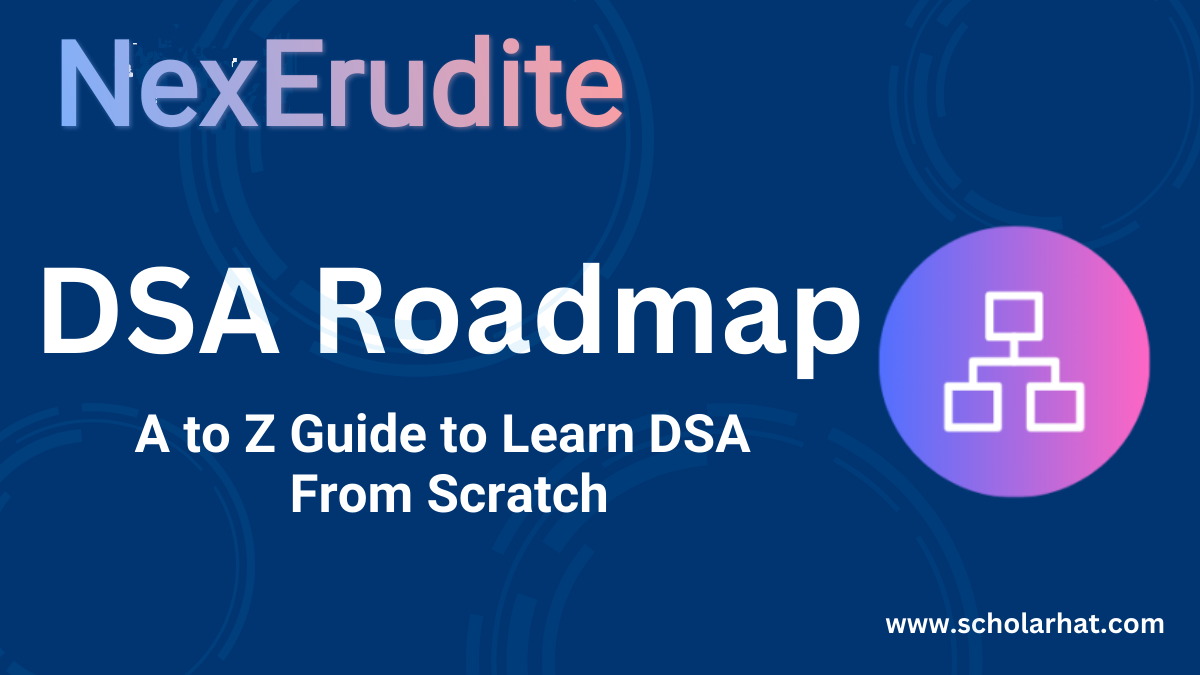 NexErudite
DSA Roadmap
A to Z Guide to Learn DSA
From Scratch
www.scholarhat.com